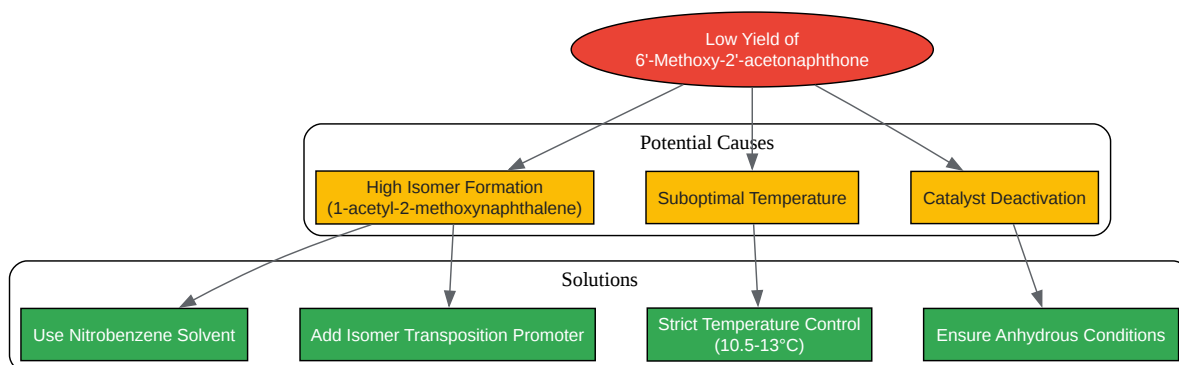 Low Yield of
6'-Methoxy-2'-acetonaphthone
Potential Causes
High Isomer Formation
(1-acetyl-2-methoxynaphthalene)
Suboptimal Temperature
Catalyst Deactivation
Solutions
Use Nitrobenzene Solvent
Add Isomer Transposition Promoter
Strict Temperature Control
(10.5-13°C)
Ensure Anhydrous Conditions